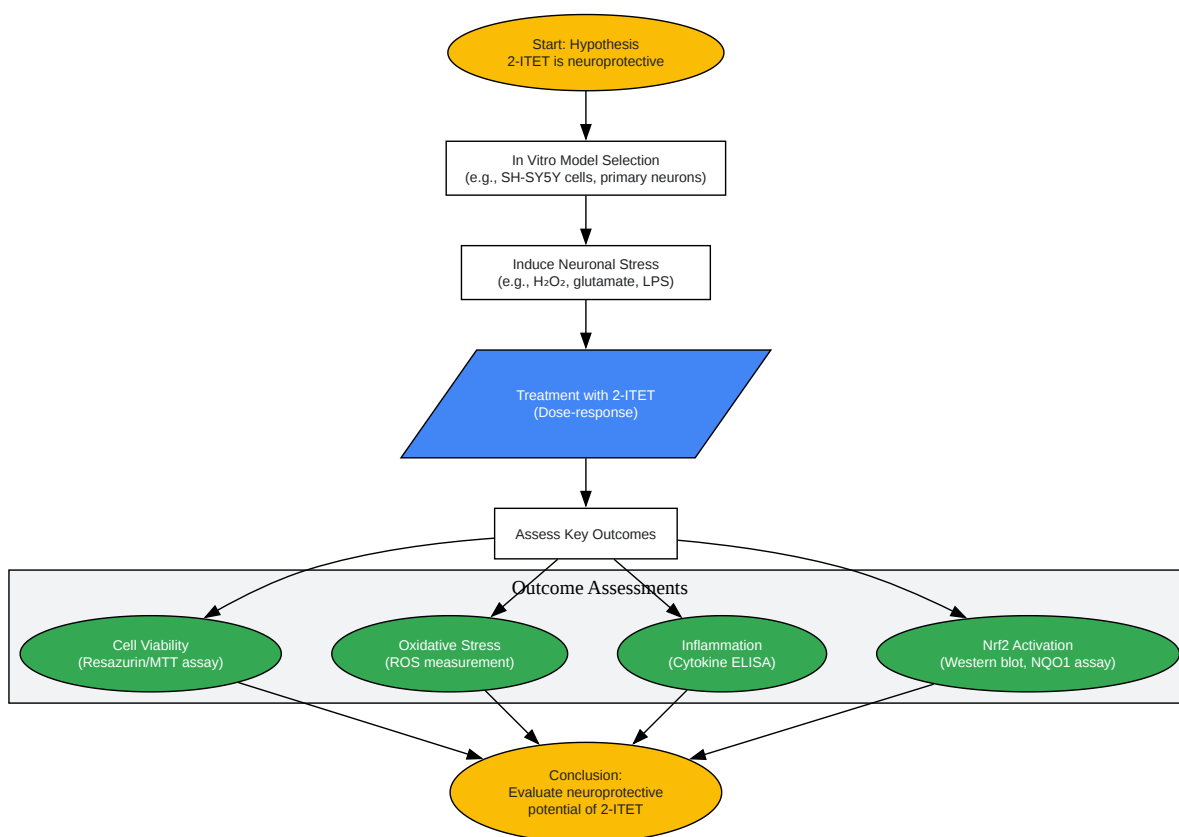 Start: Hypothesis
2-ITET is neuroprotective
In Vitro Model Selection
(e.g., SH-SY5Y cells, primary neurons)
Induce Neuronal Stress
(e.g., H₂O₂, glutamate, LPS)
Treatment with 2-ITET
(Dose-response)
Assess Key Outcomes
Outcome Assessments
Cell Viability
(Resazurin/MTT assay)
Oxidative Stress
(ROS measurement)
Inflammation
(Cytokine ELISA)
Nrf2 Activation
(Western blot, NQO1 assay)
Conclusion:
Evaluate neuroprotective
potential of 2-ITET